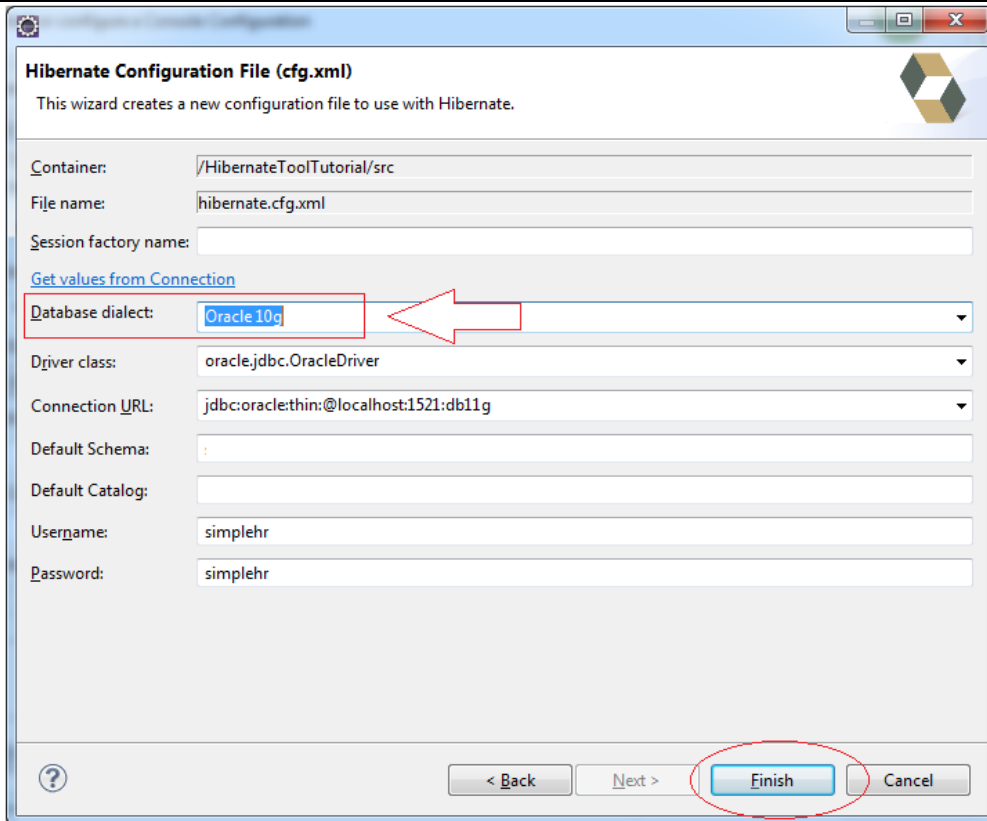 Hibernate Configuration File (cfg.xml)
This wizard creates a new configuration file to use with Hibernate.
Container: /HibernateToolTutorial/src
File name: hibernate.cfg.xml
Session factory name:
Get values from Connection
Database dialect: Oracle 10g
Driver class: oracle.jdbc.OracleDriver
Connection URL: jdbc:oracle:thin:@localhost:1521:db11g
Default Schema:
Default Catalog:
Username: simplehr
Password: simplehr
? < Back Next > Finish Cancel